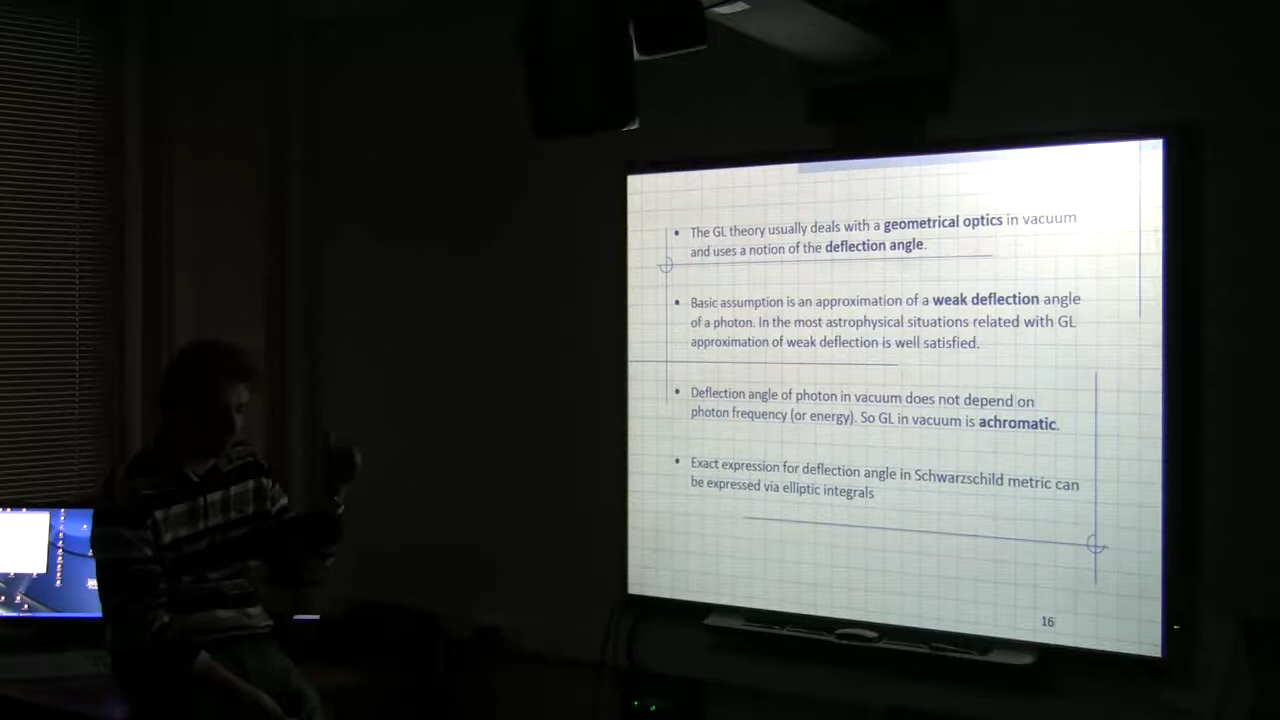 • The GL theory usually deals with a geometrical optics in vacuum
and uses a notion of the deflection angle.
• Basic assumption is an approximation of a weak deflection angle
of a photon. In the most astrophysical situations related with GL
approximation of weak deflection is well satisfied.
• Deflection angle of photon in vacuum does not depend on
photon frequency (or energy). So GL in vacuum is achromatic.
• Exact expression for deflection angle in Schwarzschild metric can
be expressed via elliptic integrals
16